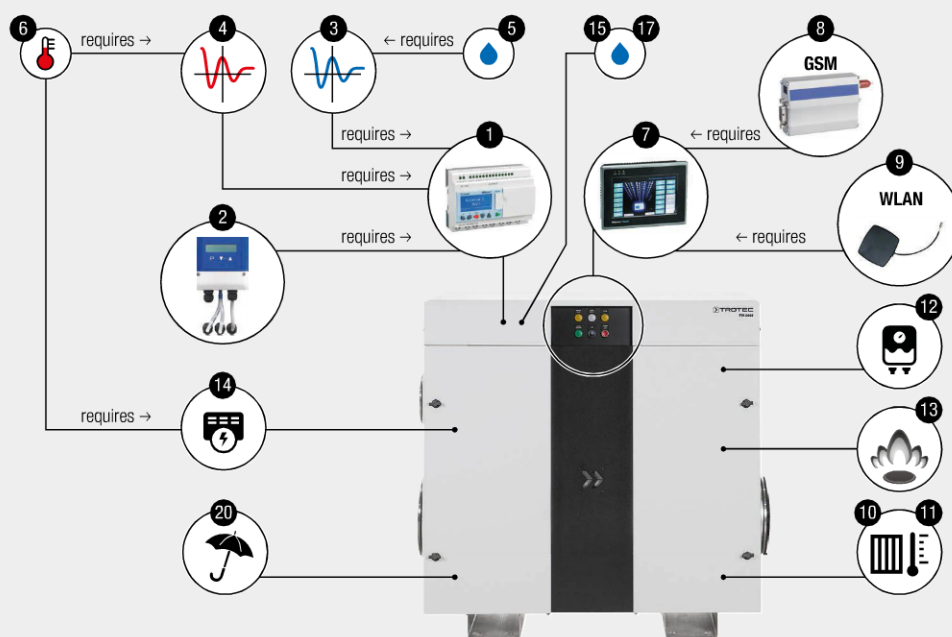 6 requires → 4 3 ← requires 5 15 17 8
GSM
requires → 1 7 ← requires
requires → 9
WLAN
2 requires → ← requires
TROTEC
12
14
requires →
13
20 10 11